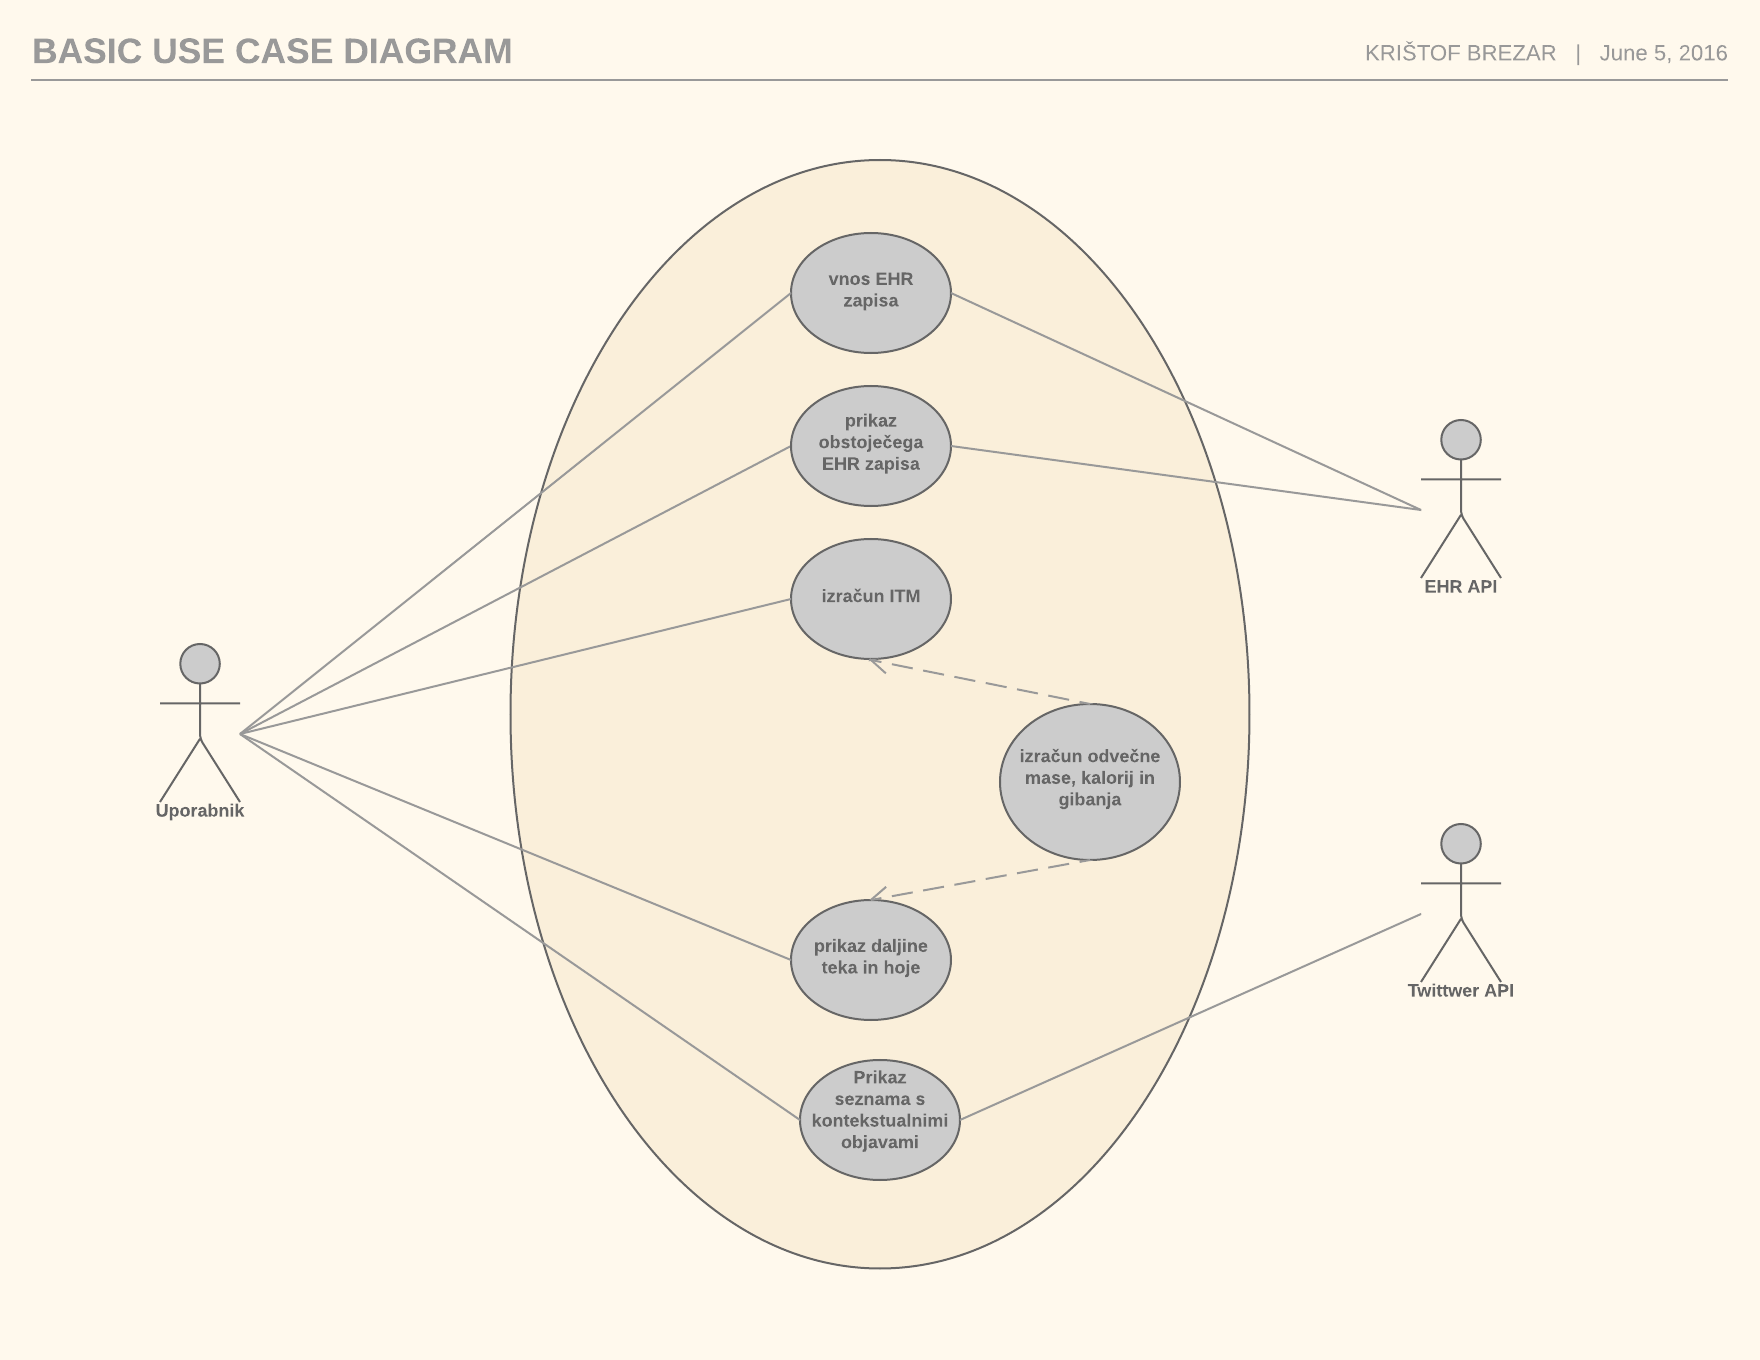 BASIC USE CASE DIAGRAM
KRIŠTOF BREZAR | June 5, 2016
vnos EHR
zapisa
prikaz
obstoječega
EHR zapisa
izračun ITM
EHR API
izračun odvečne
mase, kalorij in
gibanja
Uporabnik
prikaz daljine
teka in hoje
Twittwer API
Prikaz
seznama s
kontekstualnimi
objavami